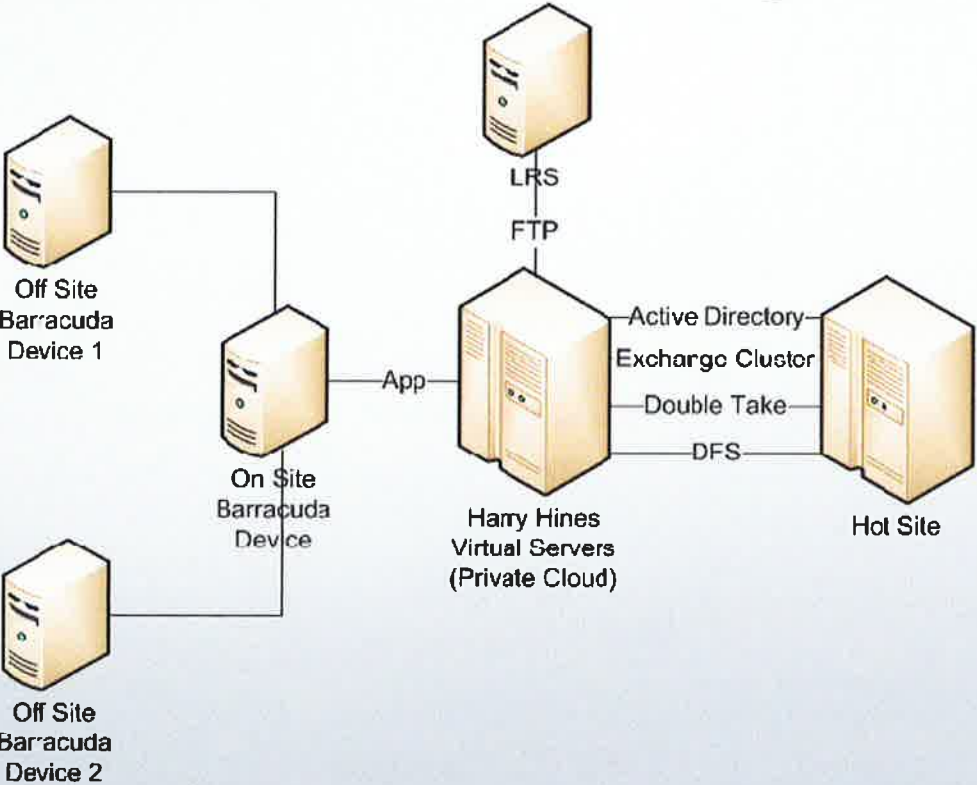 LRS
FTP
Off Site
Barracuda
Device 1
Active Directory
Exchange Cluster
App
Double Take
DFS
On Site
Barracuda
Device
Harry Hines
Virtual Servers
(Private Cloud)
Hot Site
Off Site
Barracuda
Device 2